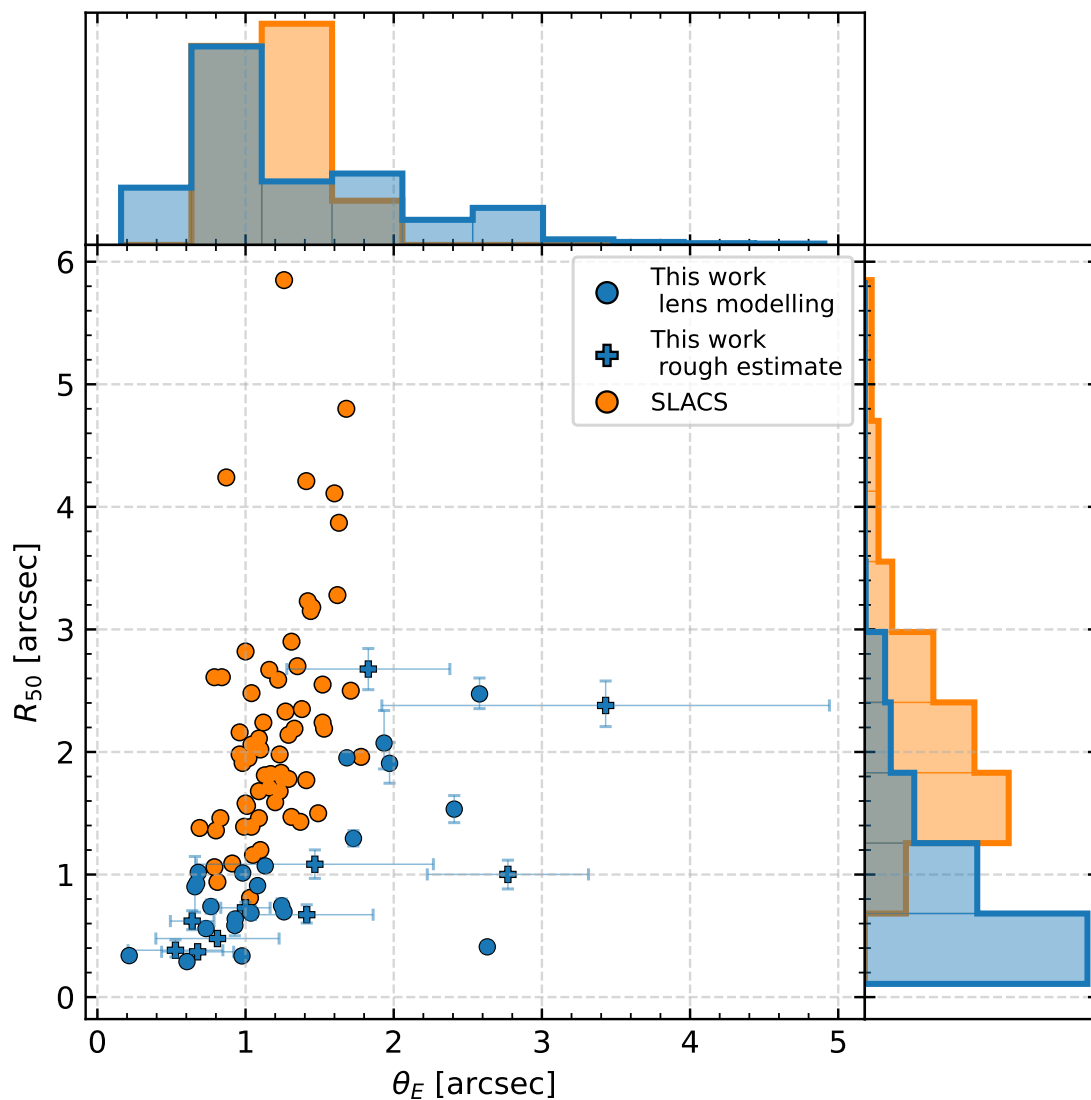 6
5
4
3
2
1
0
R50 [arcsec]
This work
lens modelling
This work
rough estimate
SLACS
0 1 2 3 4 5
θE [arcsec]